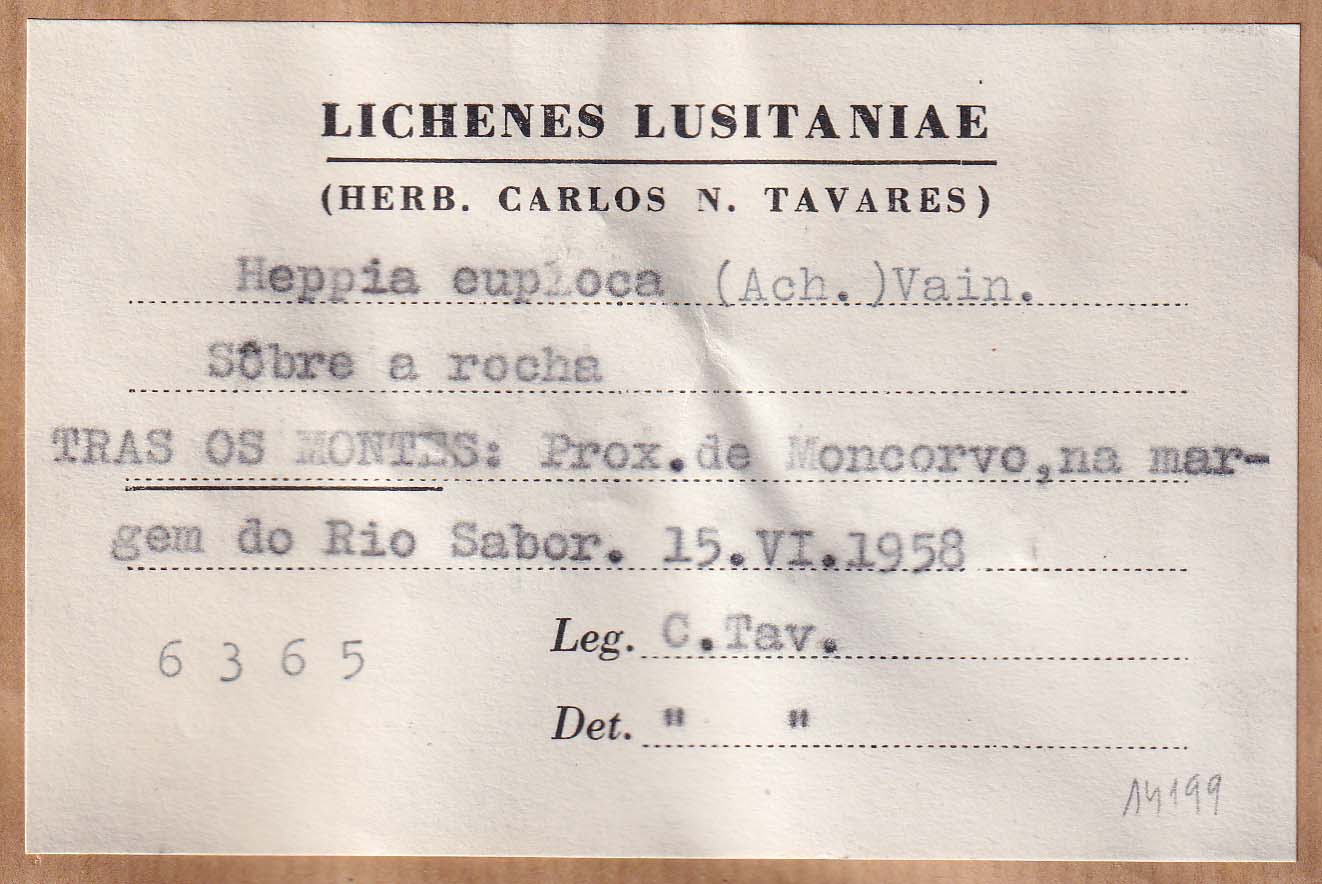 LICHENES LUSITANIAE
(HERB. CARLOS N. TAVARES)
Heppia euploca (Ach.)Vain.
Sôbre a rocha
TRAS OS MONTES: Prox.de Moncorvo,na mar-
gem do Rio Sabor. 15.VI.1958
6365
Leg. C.Tav.
Det. " "
14199